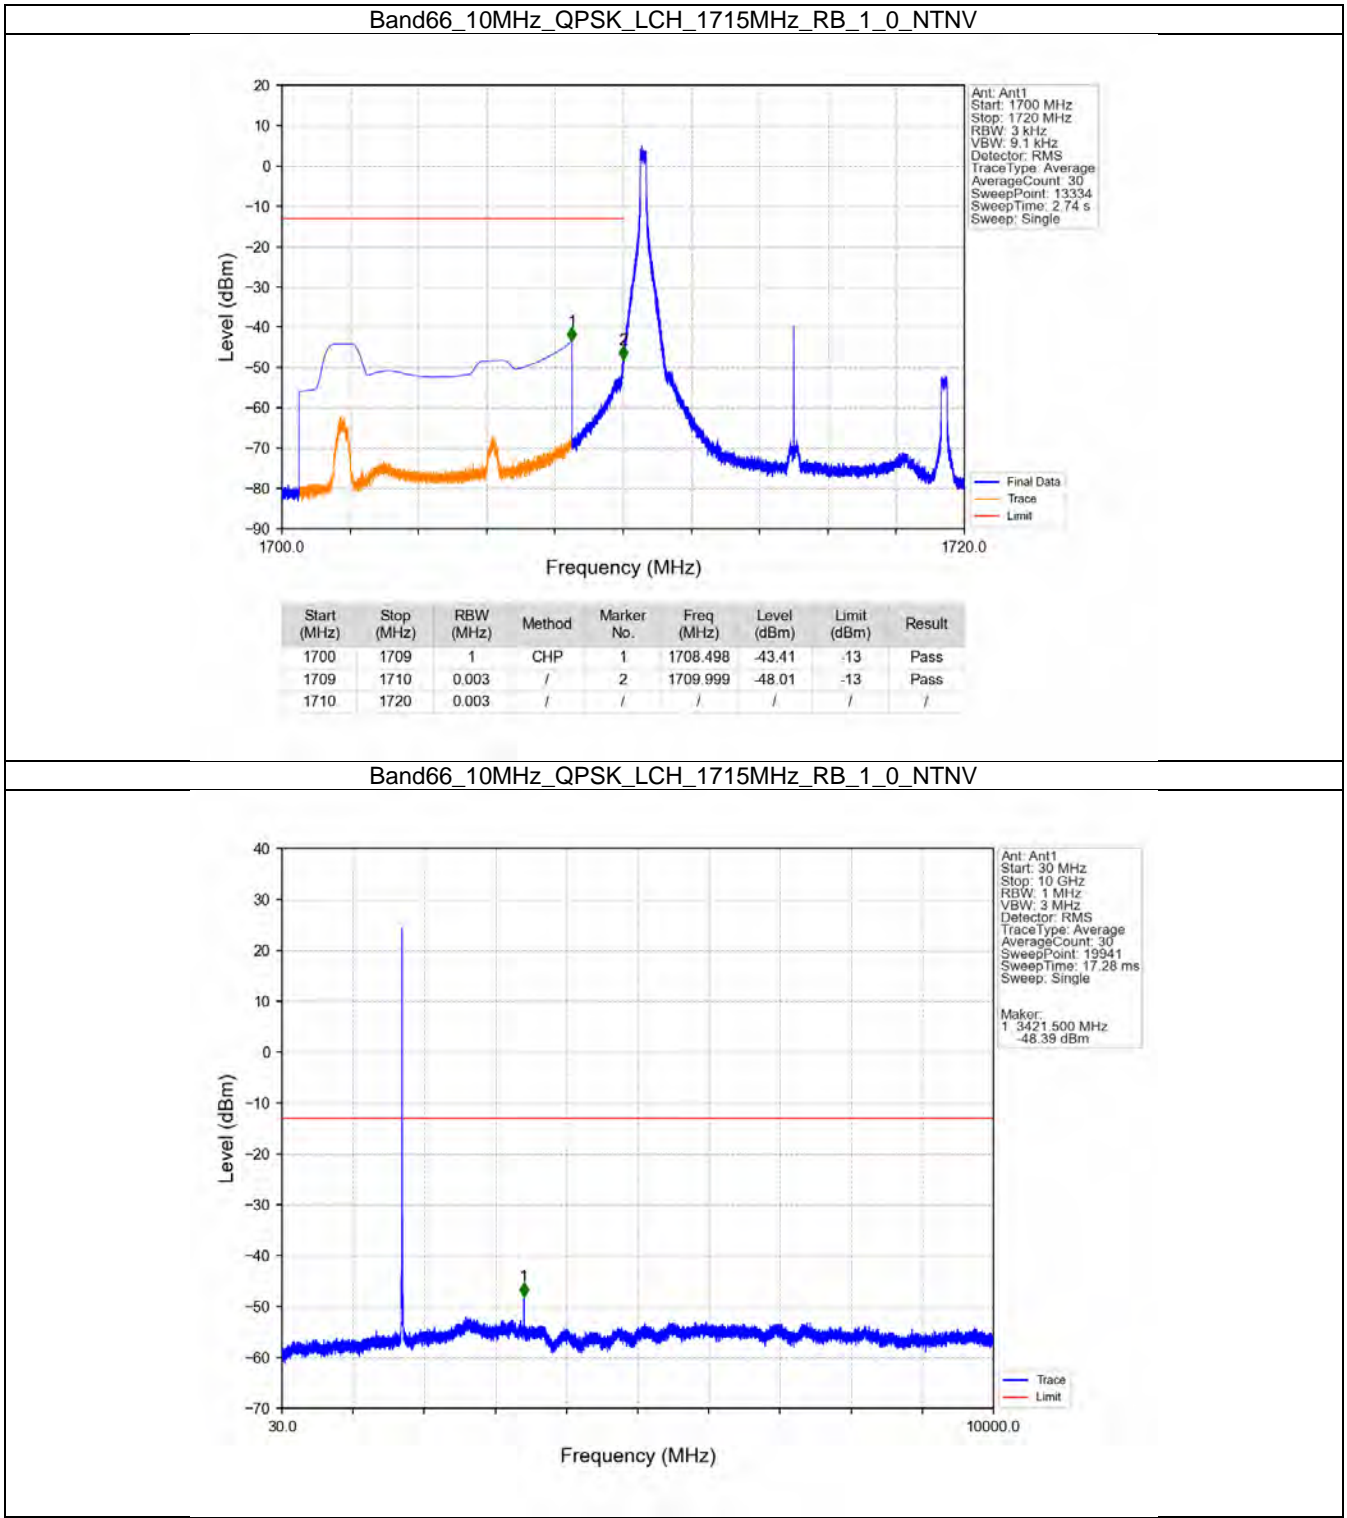 Band66_10MHz_QPSK_LCH_1715MHz_RB_1_0_NTNV
Ant: Ant1
Start: 1700 MHz
Stop: 1720 MHz
RBW: 3 kHz
VBW: 9.1 kHz
Detector: RMS
TraceType: Average
AverageCount: 30
SweepPoint: 13334
SweepTime: 2.74 s
Sweep: Single
20
10
0
−10
−20
−30
−40
−50
−60
−70
−80
−90
Level (dBm)
1
2
Final Data
Trace
Limit
1700.0 1720.0
Frequency (MHz)
Start (MHz) Stop (MHz) RBW (MHz) Method Marker No. Freq (MHz) Level (dBm) Limit (dBm) Result
1700 1709 1 CHP 1 1708.498 -43.41 -13 Pass
1709 1710 0.003 / 2 1709.999 -48.01 -13 Pass
1710 1720 0.003 / / / / / /
Band66_10MHz_QPSK_LCH_1715MHz_RB_1_0_NTNV
Ant: Ant1
Start: 30 MHz
Stop: 10 GHz
RBW: 1 MHz
VBW: 3 MHz
Detector: RMS
TraceType: Average
AverageCount: 30
SweepPoint: 19941
SweepTime: 17.28 ms
Sweep: Single
Maker:
1 3421.500 MHz
-48.39 dBm
40
30
20
10
0
−10
−20
−30
−40
−50
−60
−70
Level (dBm)
1
Trace
Limit
30.0 10000.0
Frequency (MHz)